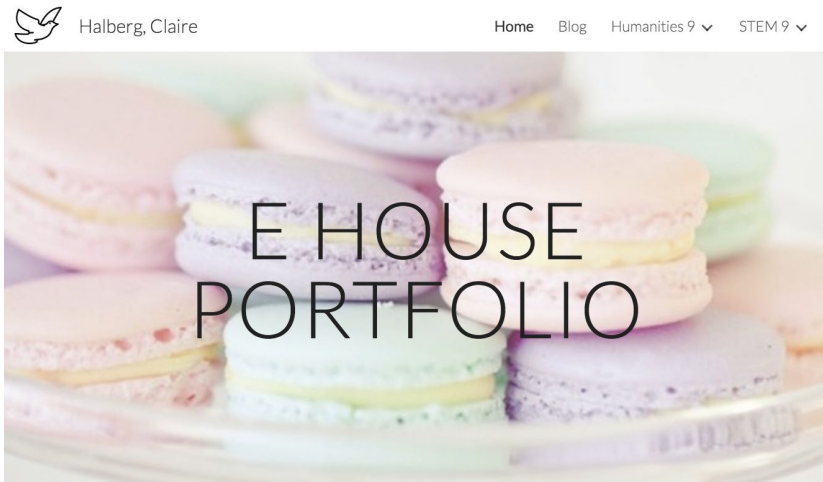 Halberg, Claire
Home Blog Humanities 9 STEM 9
E HOUSE
PORTFOLIO